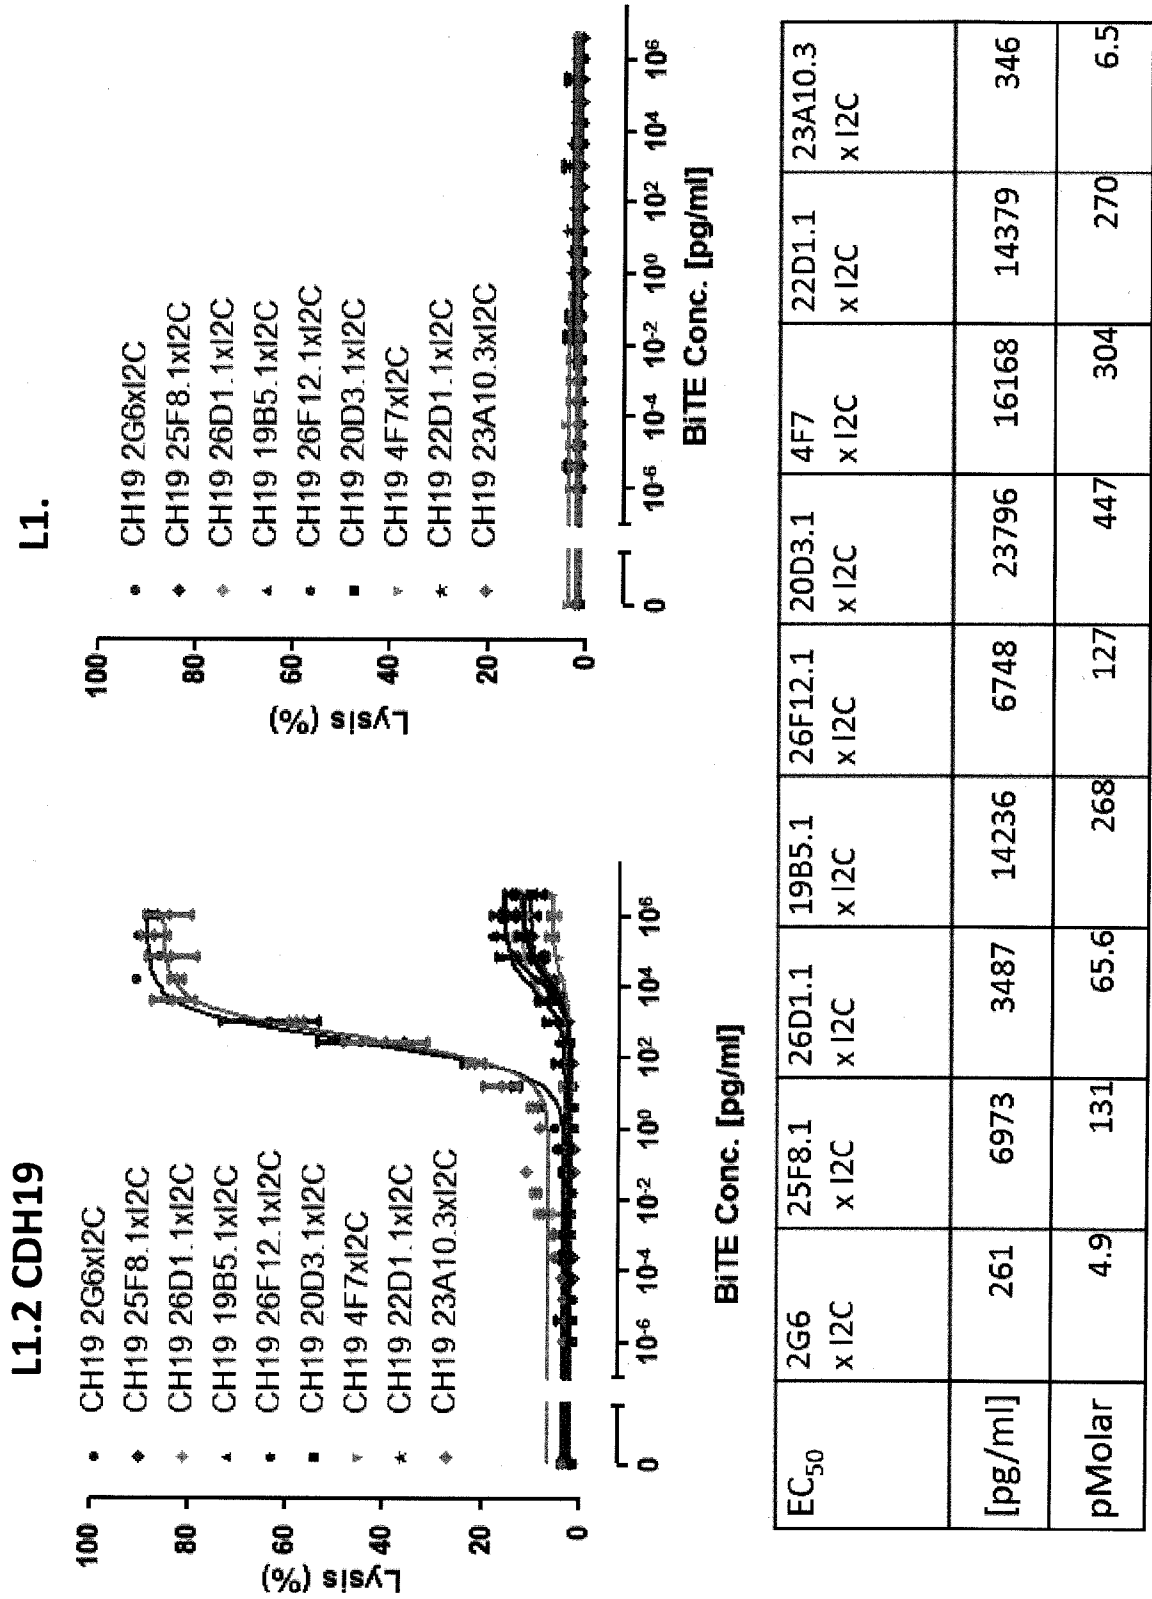 L1.2 CDH19
CH19 2G6xI2C
CH19 25F8.1xI2C
CH19 26D1.1xI2C
CH19 19B5.1xI2C
CH19 26F12.1xI2C
CH19 20D3.1xI2C
CH19 4F7xI2C
CH19 22D1.1xI2C
CH19 23A10.3xI2C
100
80
60
40
20
0
Lysis (%)
0 10⁻⁶ 10⁻⁴ 10⁻² 10⁰ 10² 10⁴ 10⁶
BiTE Conc. [pg/ml]
L1.
CH19 2G6xI2C
CH19 25F8.1xI2C
CH19 26D1.1xI2C
CH19 19B5.1xI2C
CH19 26F12.1xI2C
CH19 20D3.1xI2C
CH19 4F7xI2C
CH19 22D1.1xI2C
CH19 23A10.3xI2C
100
80
60
40
20
0
Lysis (%)
0 10⁻⁶ 10⁻⁴ 10⁻² 10⁰ 10² 10⁴ 10⁶
BiTE Conc. [pg/ml]
EC₅₀ 2G6 25F8.1 26D1.1 19B5.1 26F12.1 20D3.1 4F7 22D1.1 23A10.3
x I2C x I2C x I2C x I2C x I2C x I2C x I2C x I2C x I2C
[pg/ml] 261 6973 3487 14236 6748 23796 16168 14379 346
pMolar 4.9 131 65.6 268 127 447 304 270 6.5